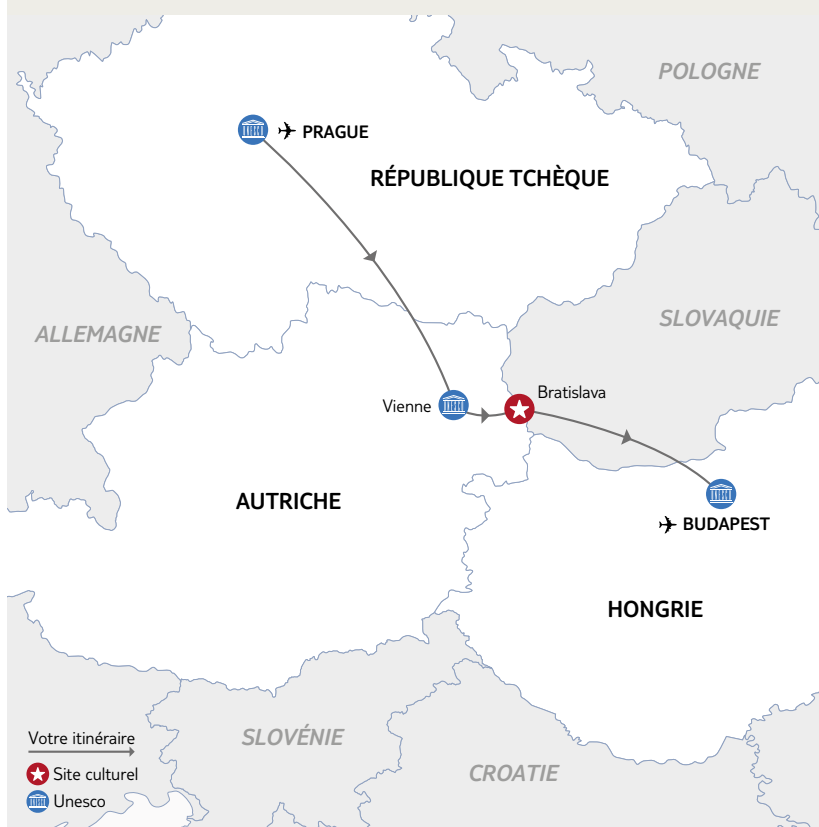 POLOGNE
PRAGUE
RÉPUBLIQUE TCHÈQUE
SLOVAQUIE
ALLEMAGNE
Bratislava
Vienne
AUTRICHE
BUDAPEST
HONGRIE
SLOVÉNIE
CROATIE
Votre itinéraire
Site culturel
Unesco